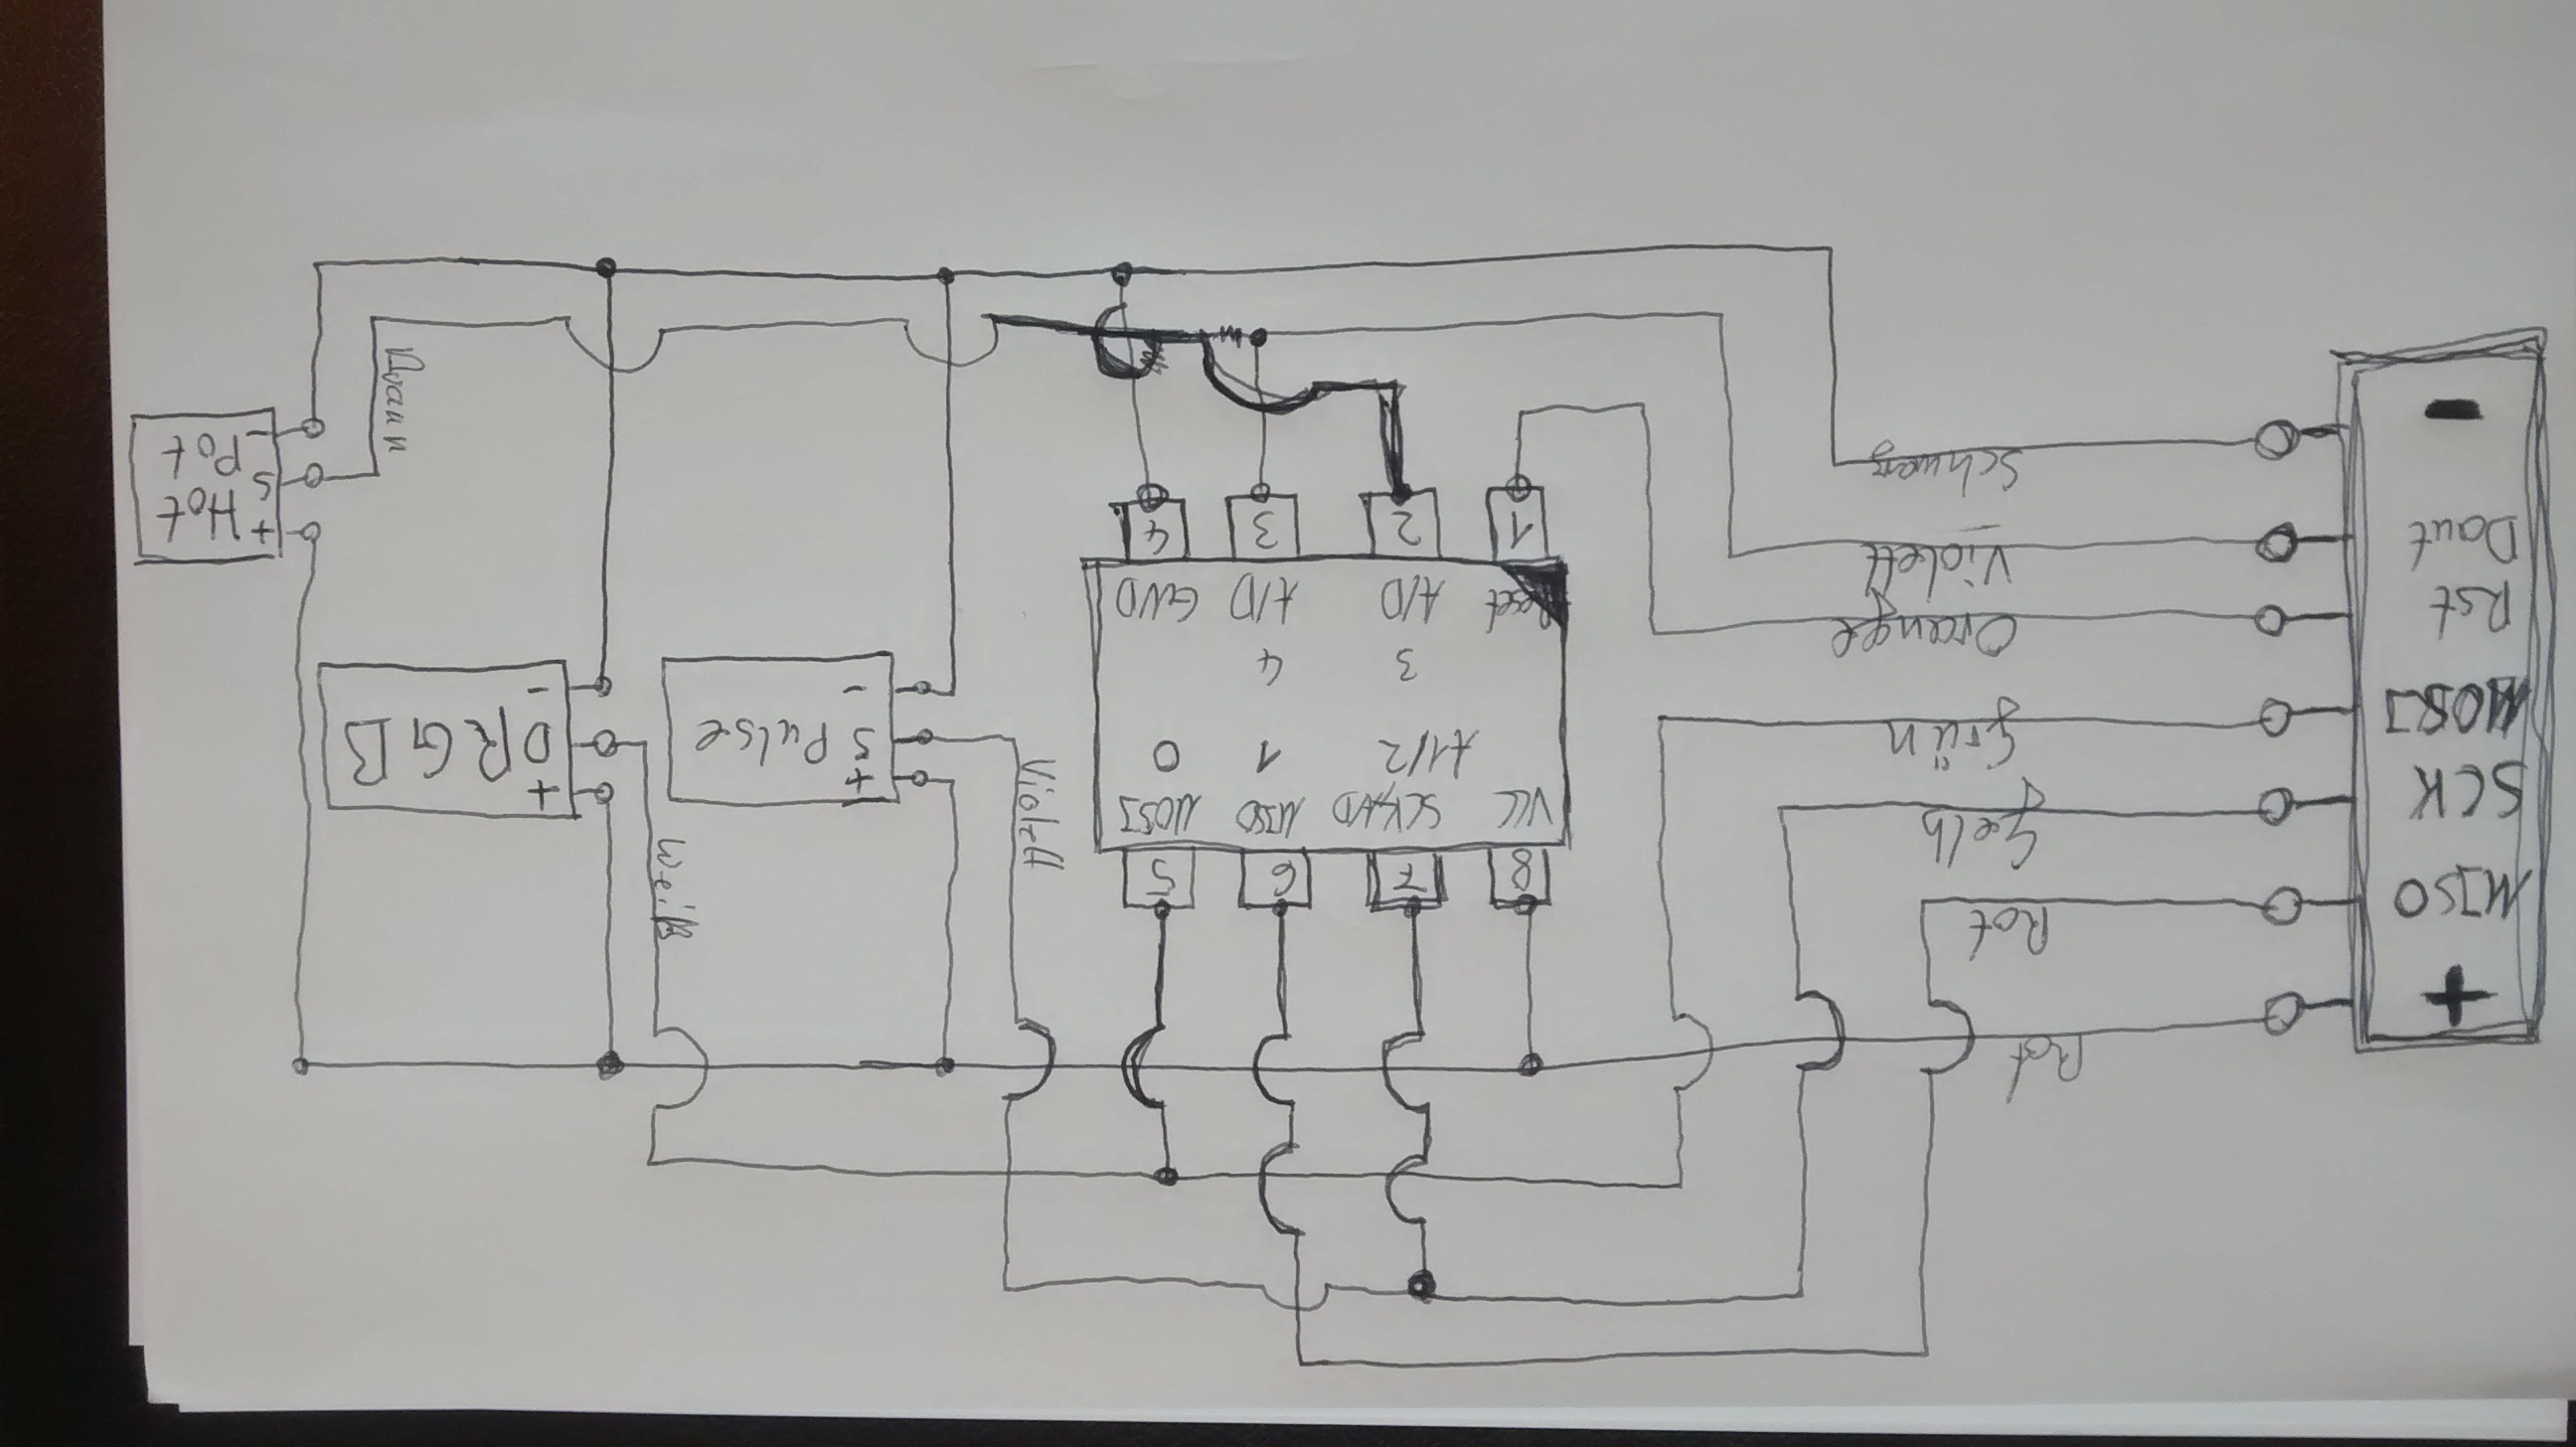 +
MISO
SCK
MOSI
Rst
Dout
-
Rot
Rot
Gelb
Grün
Orange
Violett
Schwarz
8 7 6 5
VCC SCK A/D MISO MOSI
A1/2 1 0
3 4
Reset A/D A/D GND
1 2 3 4
Violett
+
S Pulse
-
Weiß
+
D RGB
-
+ Hot
S
- Pot